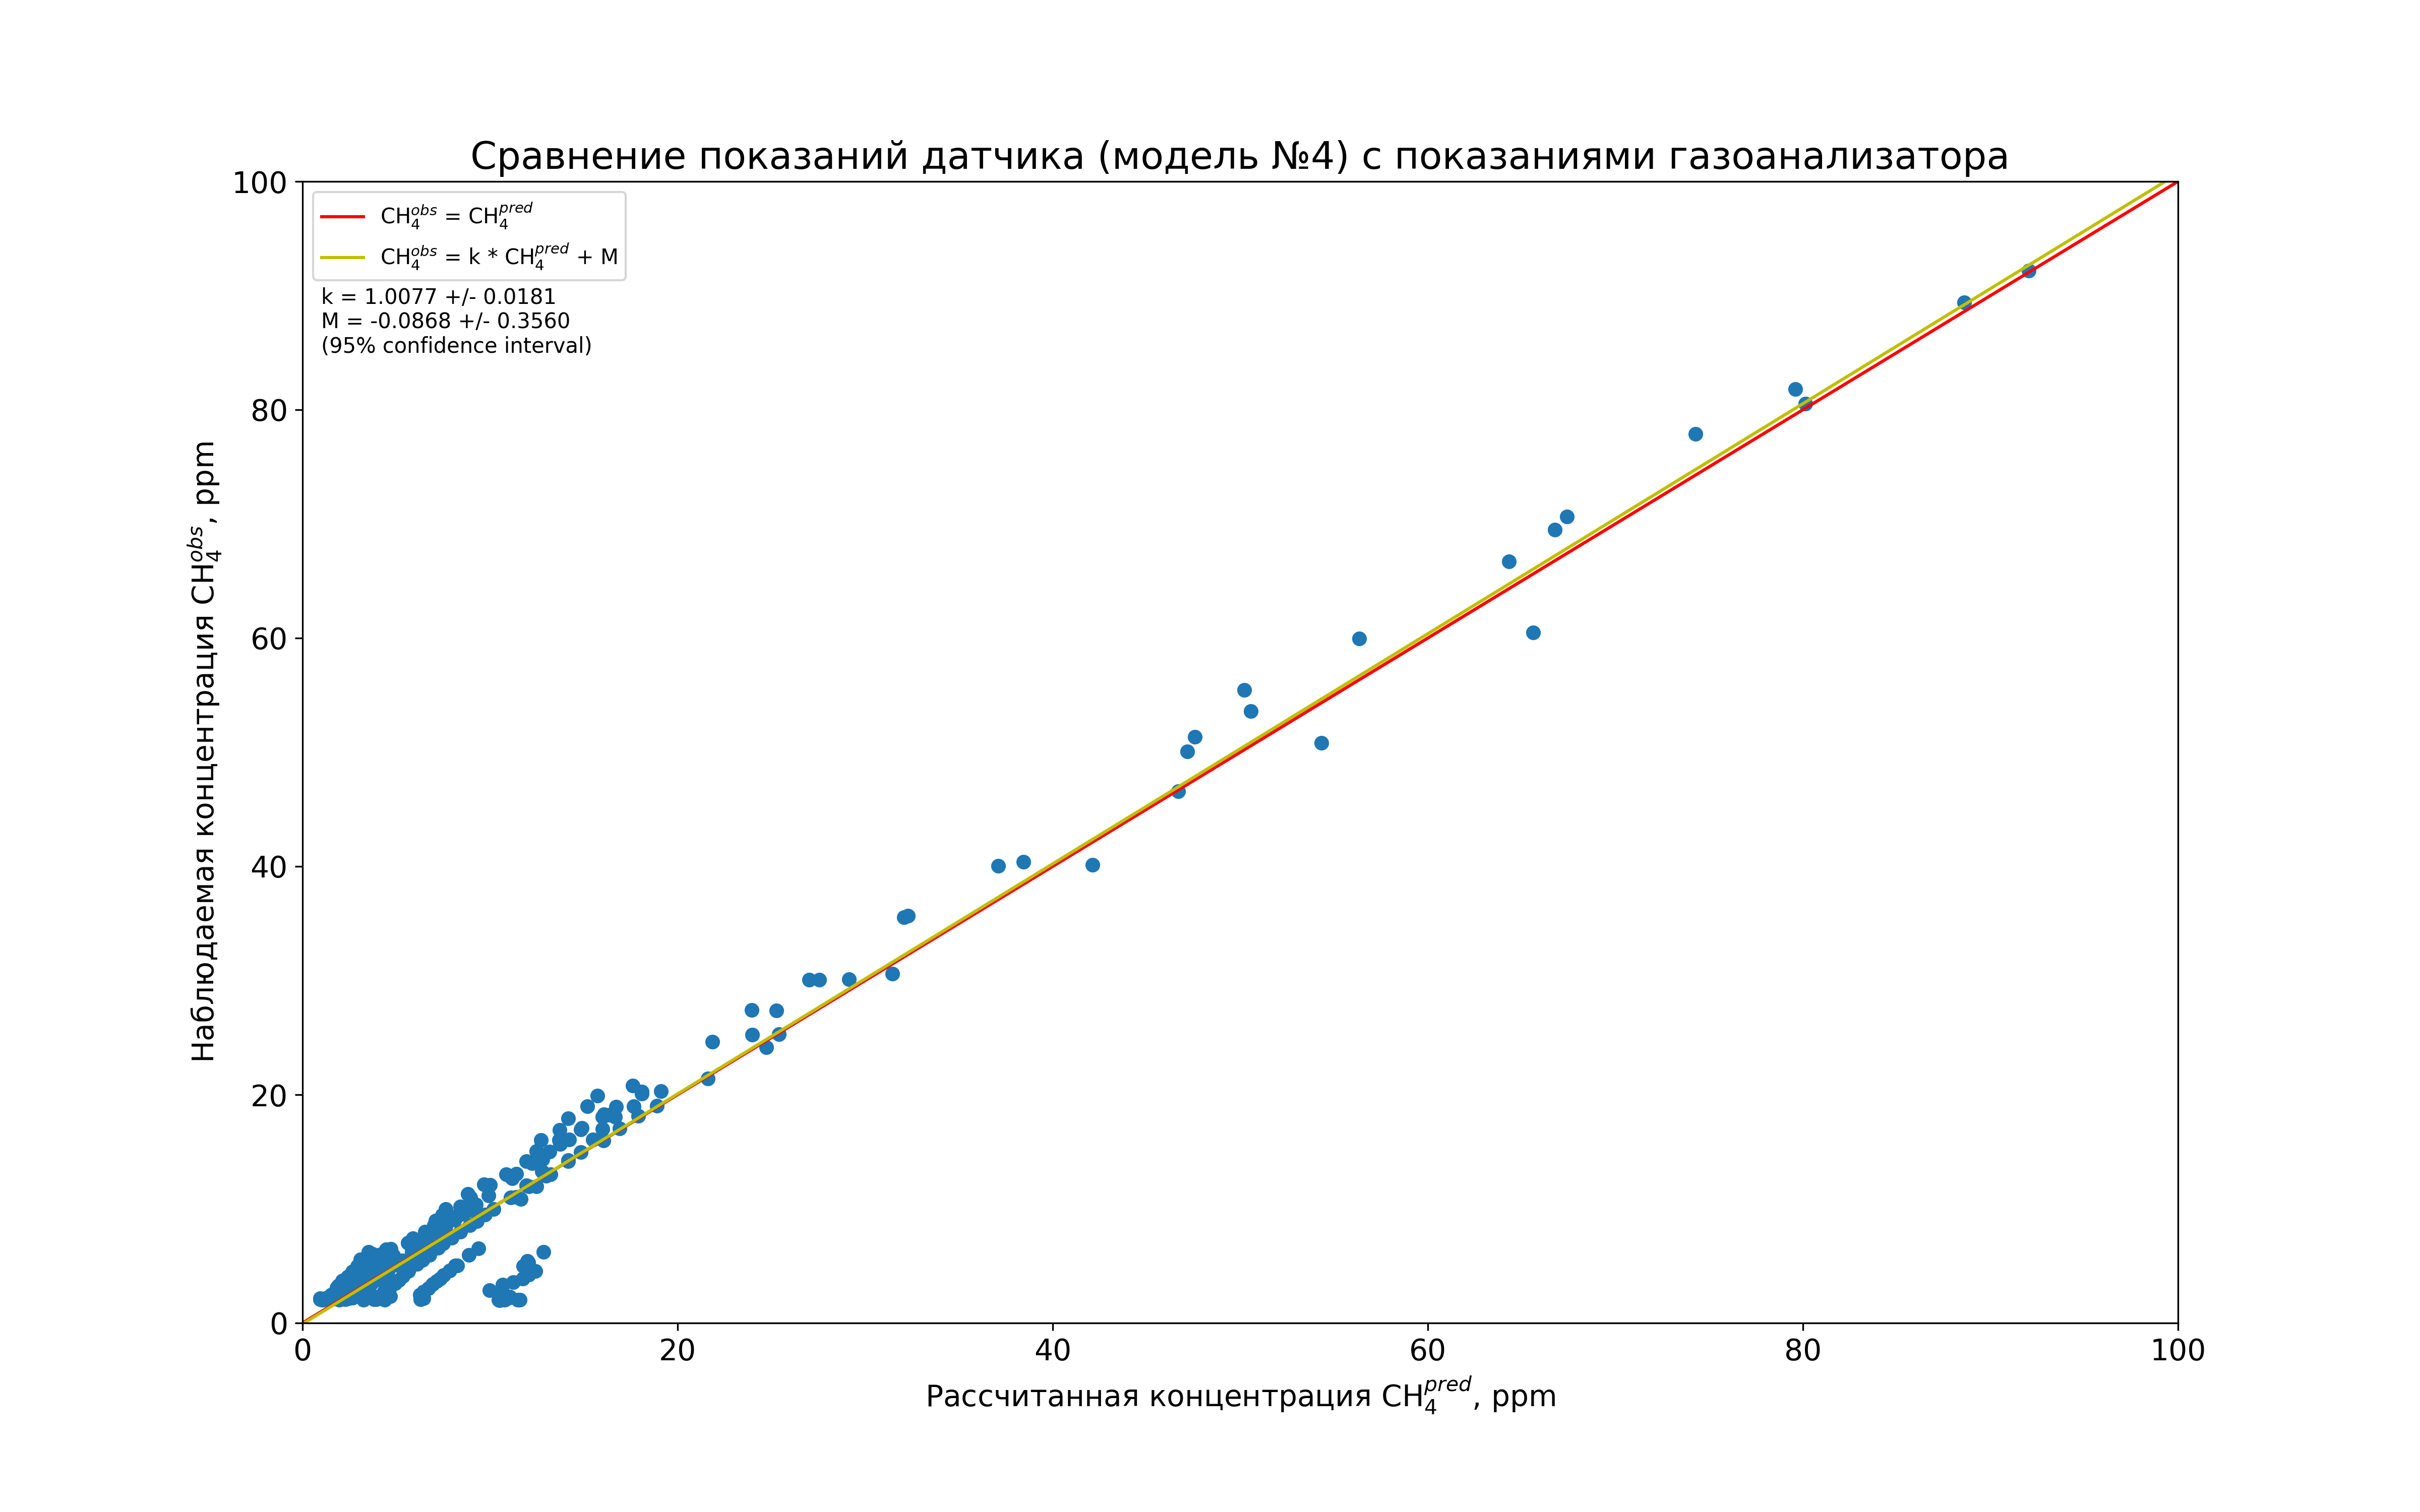 Сравнение показаний датчика (модель №4) с показаниями газоанализатора
CH₄ᵒᵇˢ = CH₄ᵖʳᵉᵈ
CH₄ᵒᵇˢ = k * CH₄ᵖʳᵉᵈ + M
k = 1.0077 +/- 0.0181
M = -0.0868 +/- 0.3560
(95% confidence interval)
Наблюдаемая концентрация CH₄ᵒᵇˢ, ppm
100
80
60
40
20
0
0 20 40 60 80 100
Рассчитанная концентрация CH₄ᵖʳᵉᵈ, ppm